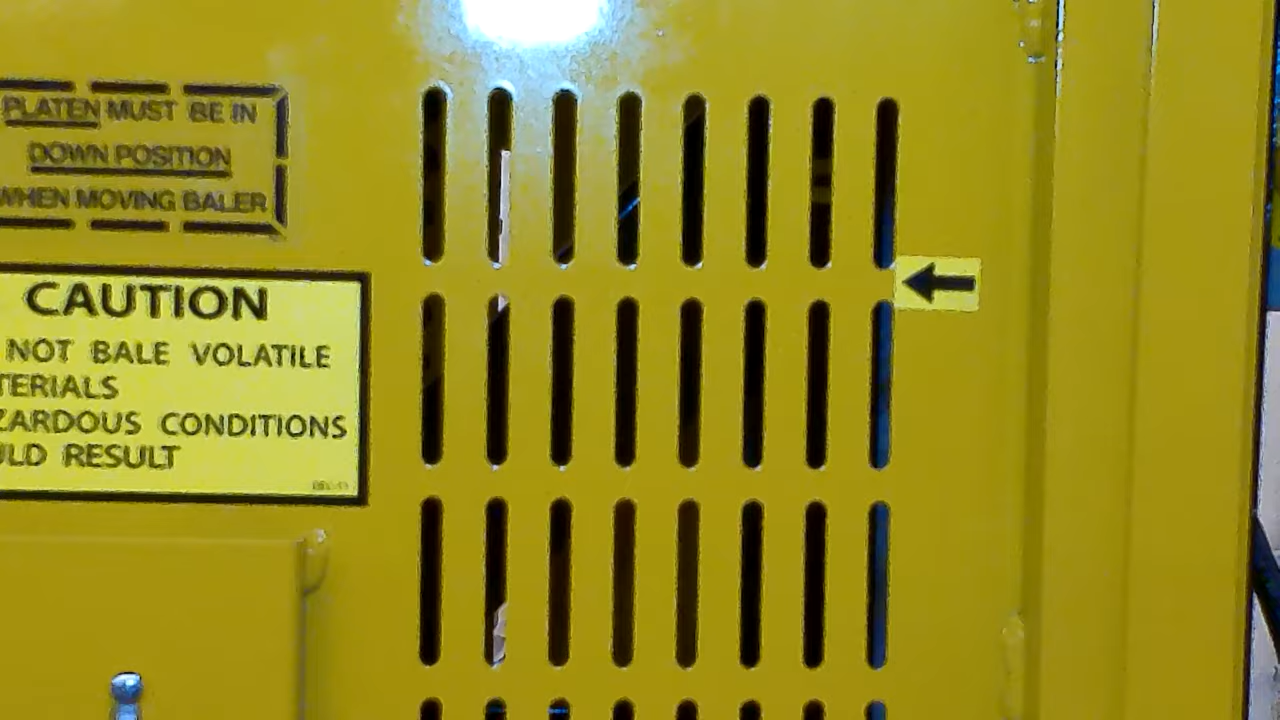 PLATEN MUST BE IN
DOWN POSITION
WHEN MOVING BALER
CAUTION
NOT BALE VOLATILE
TERIALS
ZARDOUS CONDITIONS
ULD RESULT